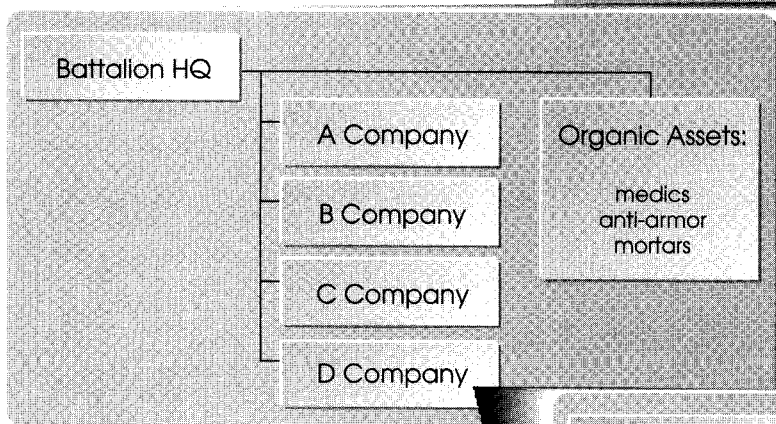 Battalion HQ
A Company
B Company
C Company
D Company
Organic Assets:
medics
anti-armor
mortars